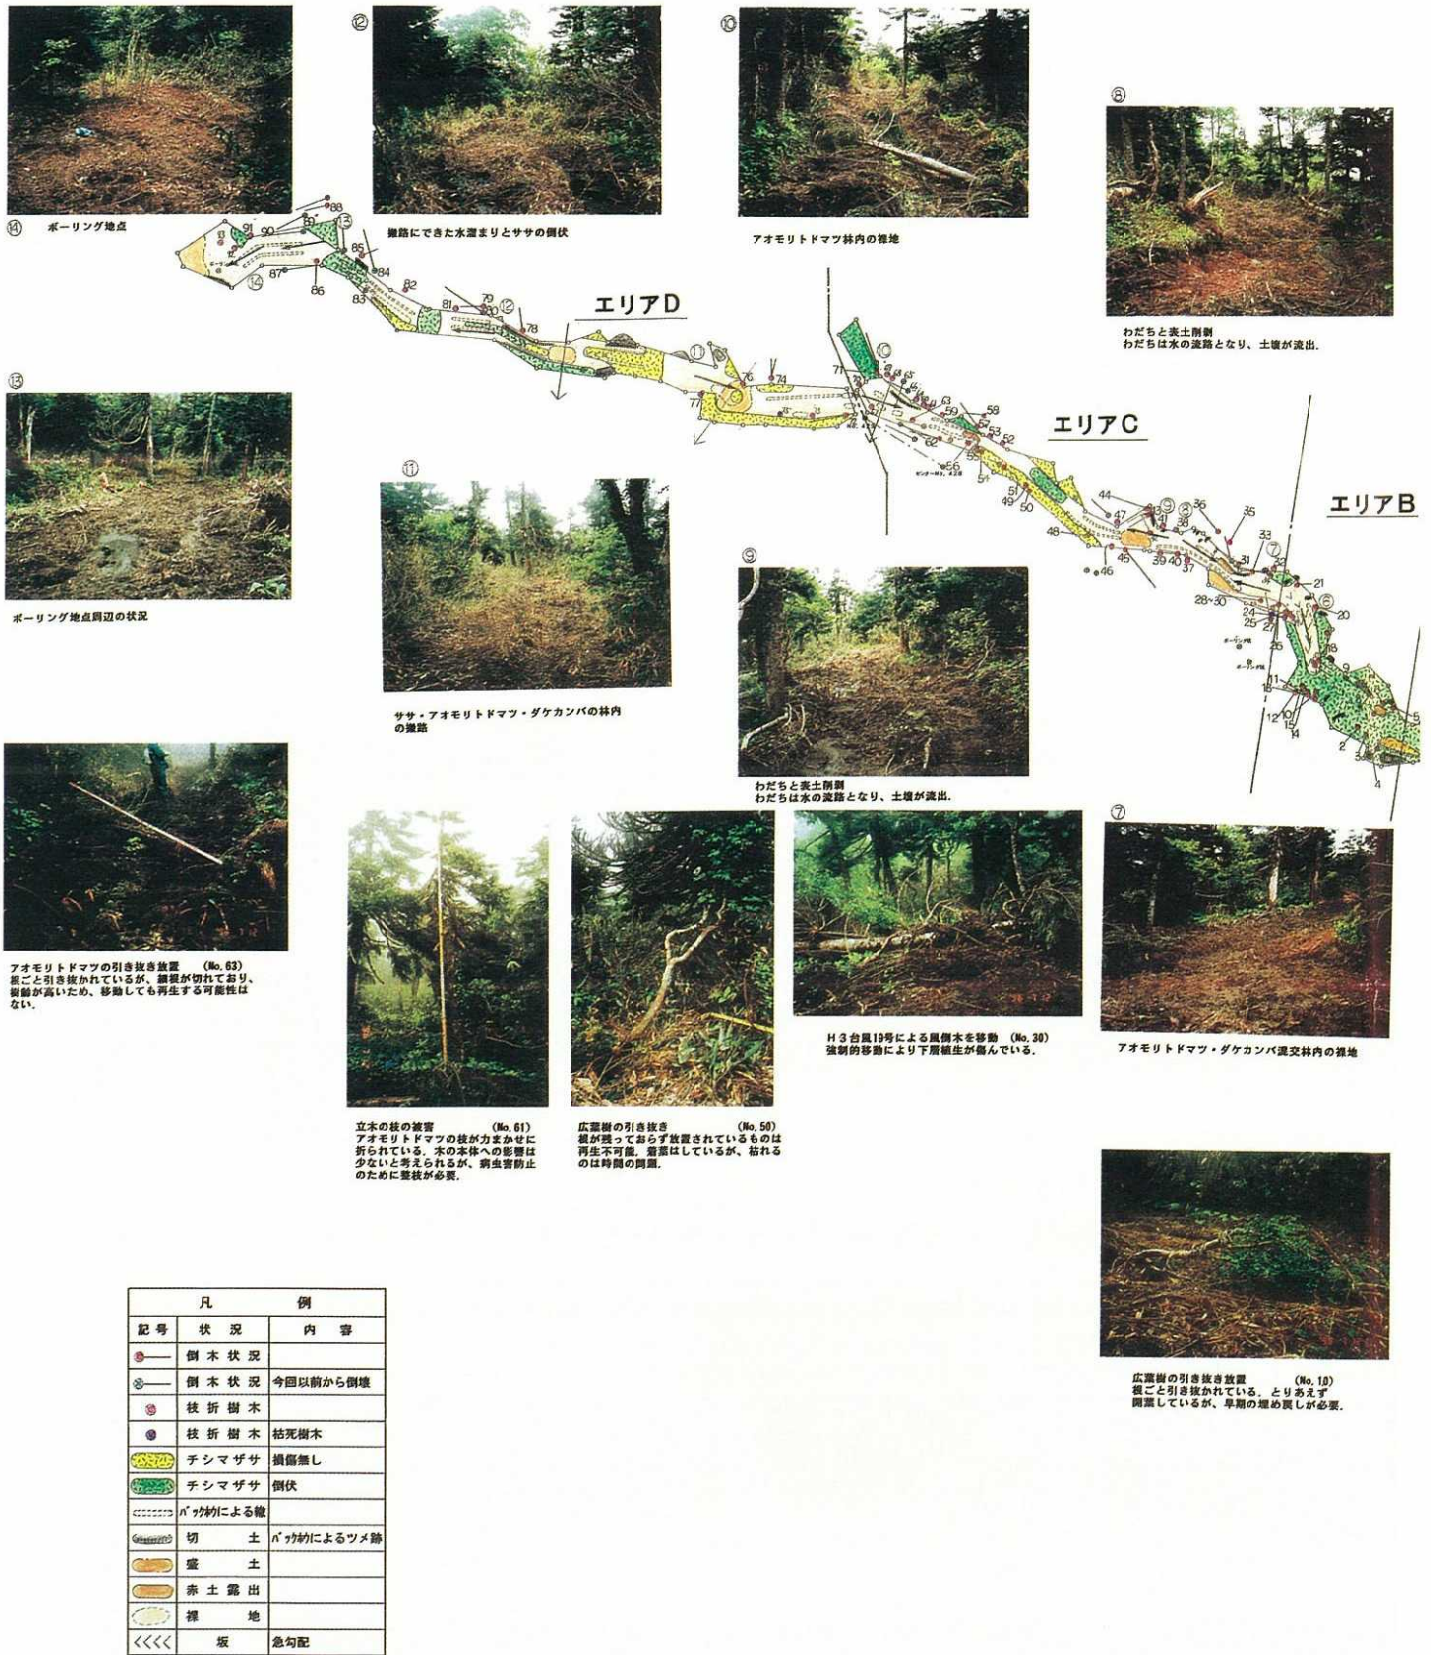 ⑫
⑩
⑧
⑭ ボーリング地点
搬路にできた水溜まりとササの倒伏
アオモリトドマツ林内の裸地
わだちと表土削剥
わだちは水の流路となり、土壌が流出.
エリアD
エリアC
エリアB
⑬
ボーリング地点周辺の状況
⑪
ササ・アオモリトドマツ・ダケカンバの林内
の搬路
⑨
わだちと表土削剥
わだちは水の流路となり、土壌が流出.
⑦
アオモリトドマツ・ダケカンバ混交林内の裸地
アオモリトドマツの引き抜き放置 (No.63)
根ごと引き抜かれているが、細根が切れており、
樹齢が高いため、移動しても再生する可能性は
ない.
立木の枝の被害 (No.61)
アオモリトドマツの枝が力まかせに
折られている. 木の本体への影響は
少ないと考えられるが、病虫害防止
のために整枝が必要.
広葉樹の引き抜き (No.50)
根が残っておらず放置されているものは
再生不可能. 着葉はしているが、枯れる
のは時間の問題.
H3台風19号による風倒木を移動 (No.30)
強制的移動により下層植生が傷んでいる.
広葉樹の引き抜き放置 (No.10)
根ごと引き抜かれている. とりあえず
開葉しているが、早期の埋め戻しが必要.
凡 例
記号 状況 内容
倒木状況
倒木状況 今回以前から倒壊
枝折樹木
枝折樹木 枯死樹木
チシマザサ 損傷無し
チシマザサ 倒伏
バックホウによる轍
切土 バックホウによるツメ跡
盛土
赤土露出
裸地
<<<< 坂 急勾配